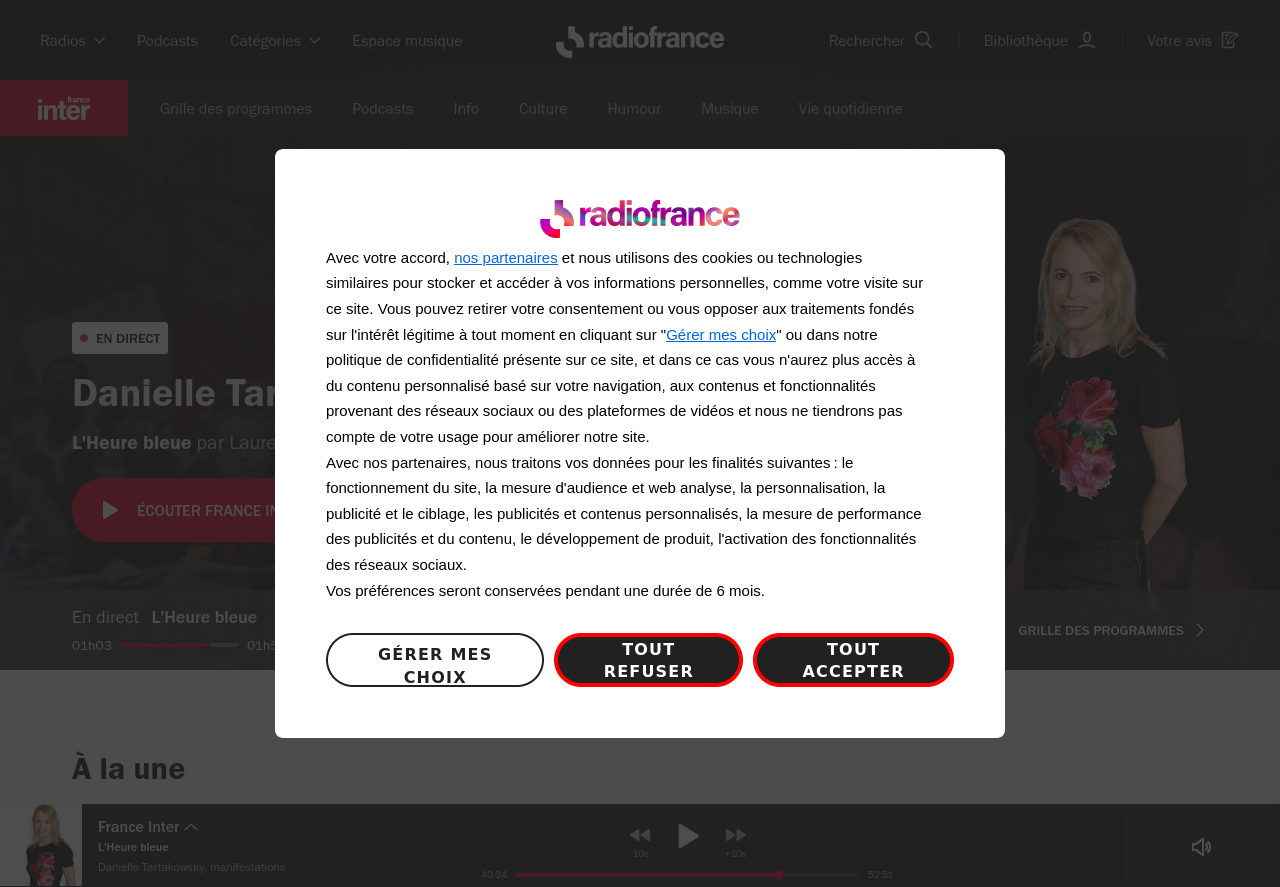 Radios
Podcasts
Catégories
Espace musique
radiofrance
Rechercher
Bibliothèque
Votre avis
france
inter
Grille des programmes
Podcasts
Info
Culture
Humour
Musique
Vie quotidienne
radiofrance
Avec votre accord, nos partenaires et nous utilisons des cookies ou technologies
similaires pour stocker et accéder à vos informations personnelles, comme votre visite sur
ce site. Vous pouvez retirer votre consentement ou vous opposer aux traitements fondés
sur l'intérêt légitime à tout moment en cliquant sur "Gérer mes choix" ou dans notre
politique de confidentialité présente sur ce site, et dans ce cas vous n'aurez plus accès à
du contenu personnalisé basé sur votre navigation, aux contenus et fonctionnalités
provenant des réseaux sociaux ou des plateformes de vidéos et nous ne tiendrons pas
compte de votre usage pour améliorer notre site.
Avec nos partenaires, nous traitons vos données pour les finalités suivantes : le
fonctionnement du site, la mesure d'audience et web analyse, la personnalisation, la
publicité et le ciblage, les publicités et contenus personnalisés, la mesure de performance
des publicités et du contenu, le développement de produit, l'activation des fonctionnalités
des réseaux sociaux.
Vos préférences seront conservées pendant une durée de 6 mois.
GÉRER MES
CHOIX
TOUT
REFUSER
TOUT
ACCEPTER
EN DIRECT
Danielle Tar
L'Heure bleue par Laure
ÉCOUTER FRANCE IN
En direct L'Heure bleue
01h03
01h5
GRILLE DES PROGRAMMES
À la une
France Inter
L'Heure bleue
Danielle Tartakowsky, manifestations
-10s
+10s
40:34
52:51